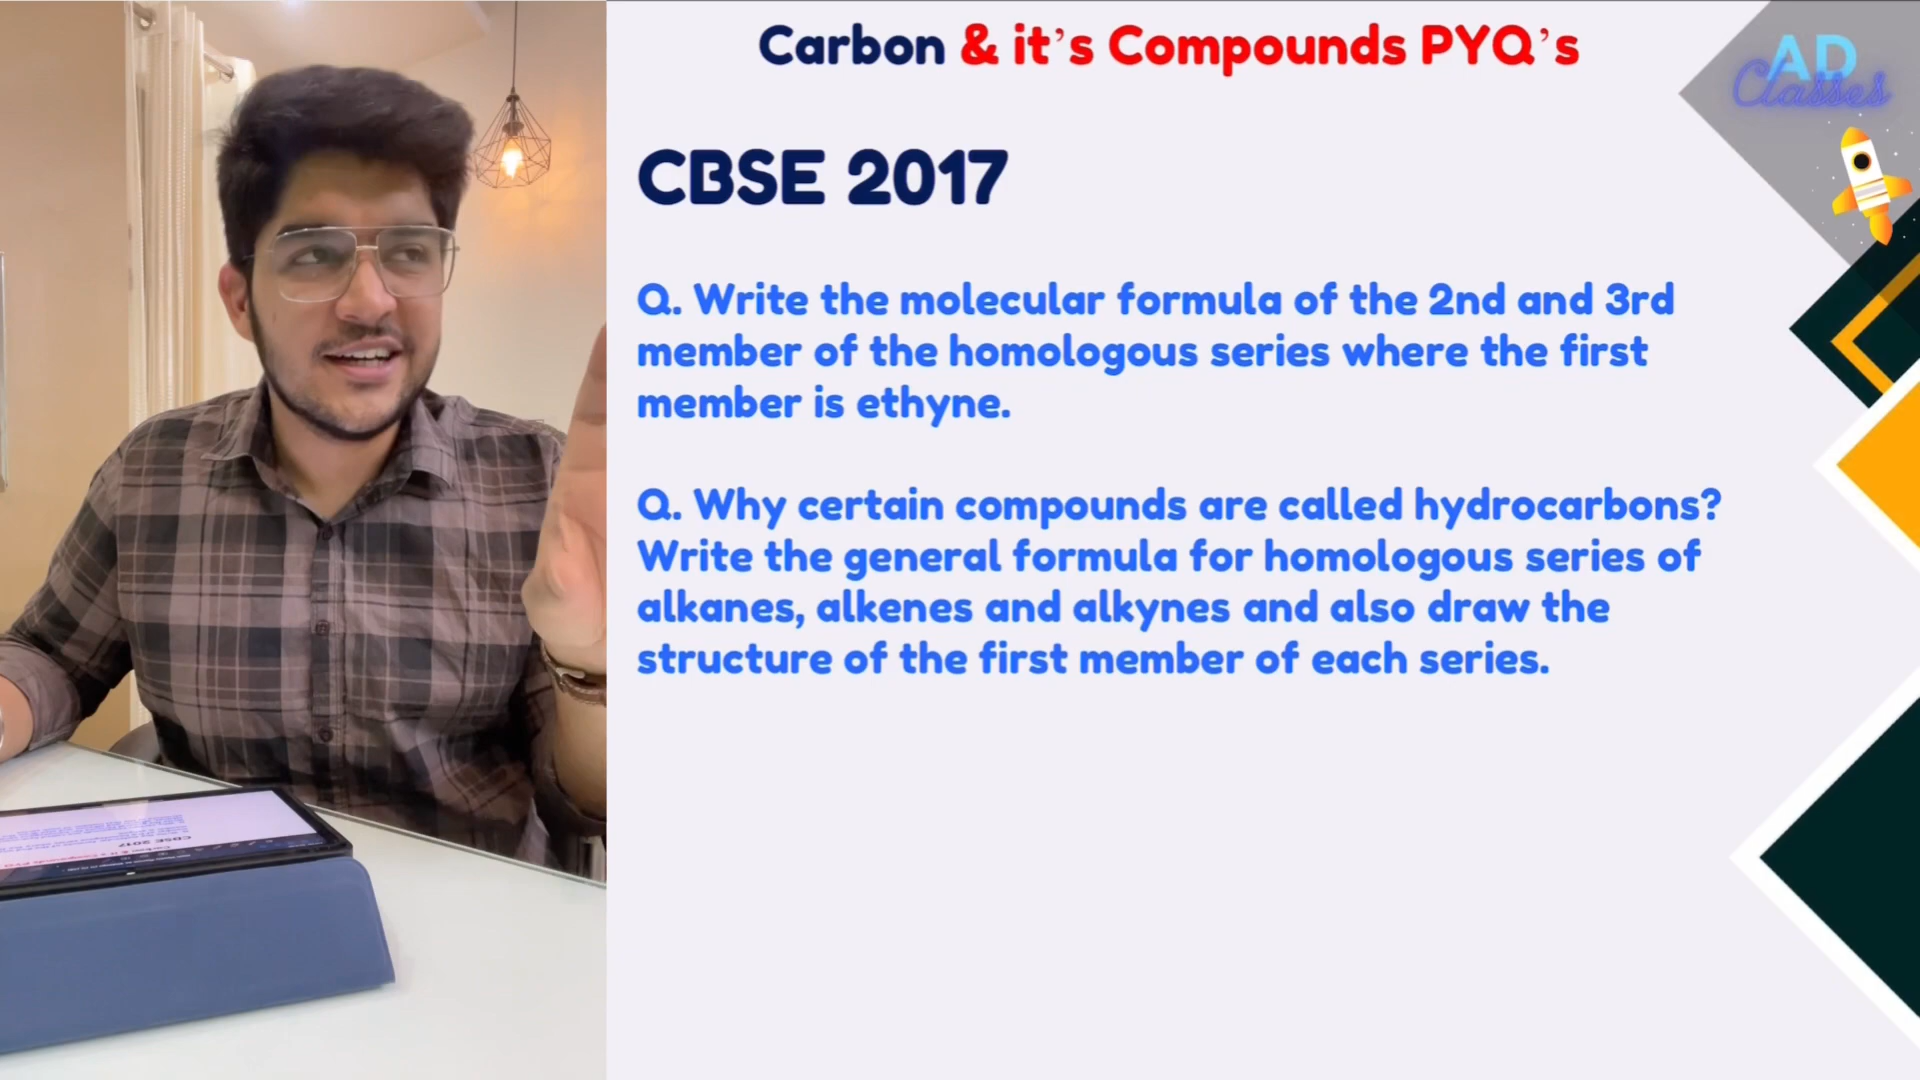 Carbon & it's Compounds PYQ's
AD
Classes
CBSE 2017
Q. Write the molecular formula of the 2nd and 3rd
member of the homologous series where the first
member is ethyne.
Q. Why certain compounds are called hydrocarbons?
Write the general formula for homologous series of
alkanes, alkenes and alkynes and also draw the
structure of the first member of each series.